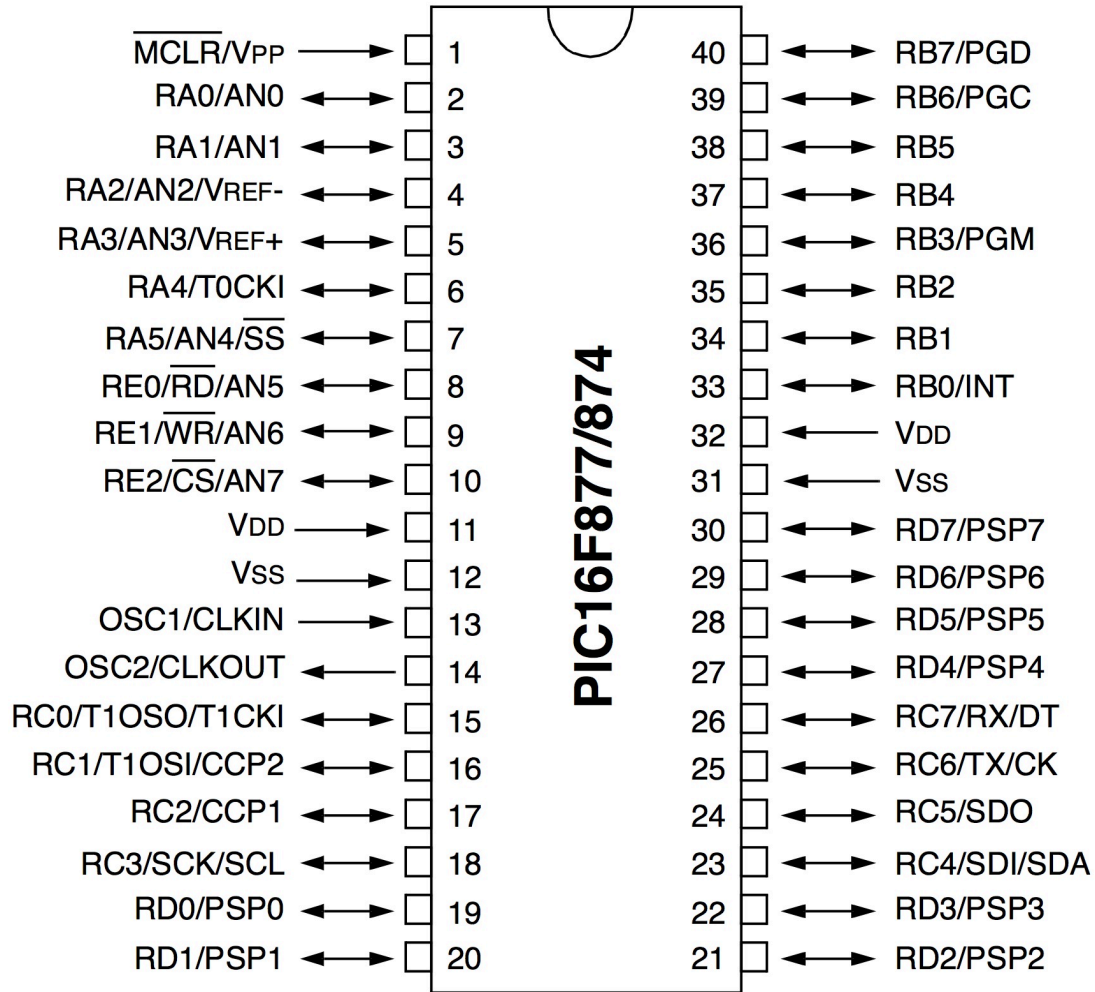 M̅C̅L̅R̅/VPP 1 40 RB7/PGD
RA0/AN0 2 39 RB6/PGC
RA1/AN1 3 38 RB5
RA2/AN2/VREF- 4 37 RB4
RA3/AN3/VREF+ 5 36 RB3/PGM
RA4/T0CKI 6 35 RB2
RA5/AN4/S̅S̅ 7 34 RB1
RE0/R̅D̅/AN5 8 33 RB0/INT
RE1/W̅R̅/AN6 9 32 VDD
RE2/C̅S̅/AN7 10 31 VSS
VDD 11 30 RD7/PSP7
VSS 12 29 RD6/PSP6
OSC1/CLKIN 13 28 RD5/PSP5
OSC2/CLKOUT 14 27 RD4/PSP4
RC0/T1OSO/T1CKI 15 26 RC7/RX/DT
RC1/T1OSI/CCP2 16 25 RC6/TX/CK
RC2/CCP1 17 24 RC5/SDO
RC3/SCK/SCL 18 23 RC4/SDI/SDA
RD0/PSP0 19 22 RD3/PSP3
RD1/PSP1 20 21 RD2/PSP2
PIC16F877/874